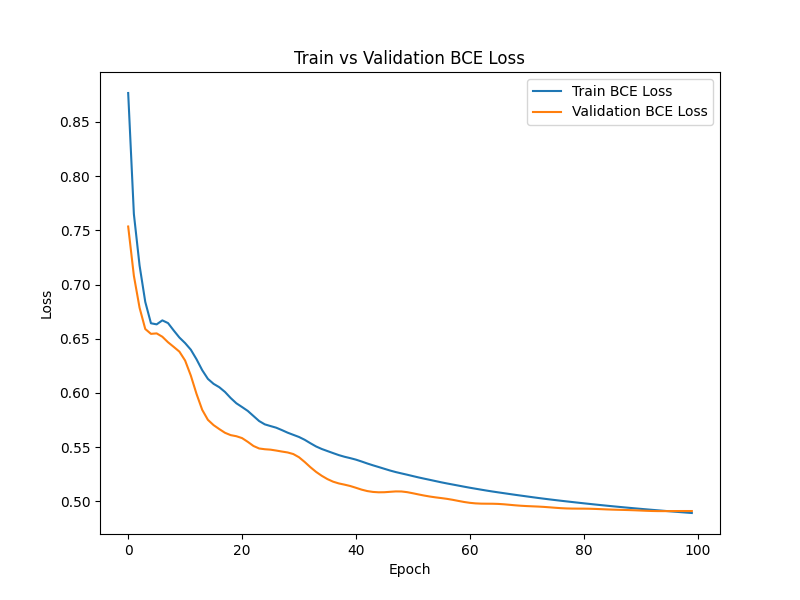 Train vs Validation BCE Loss
Train BCE Loss
Validation BCE Loss
0.85
0.80
0.75
0.70
0.65
0.60
0.55
0.50
Loss
0 20 40 60 80 100
Epoch